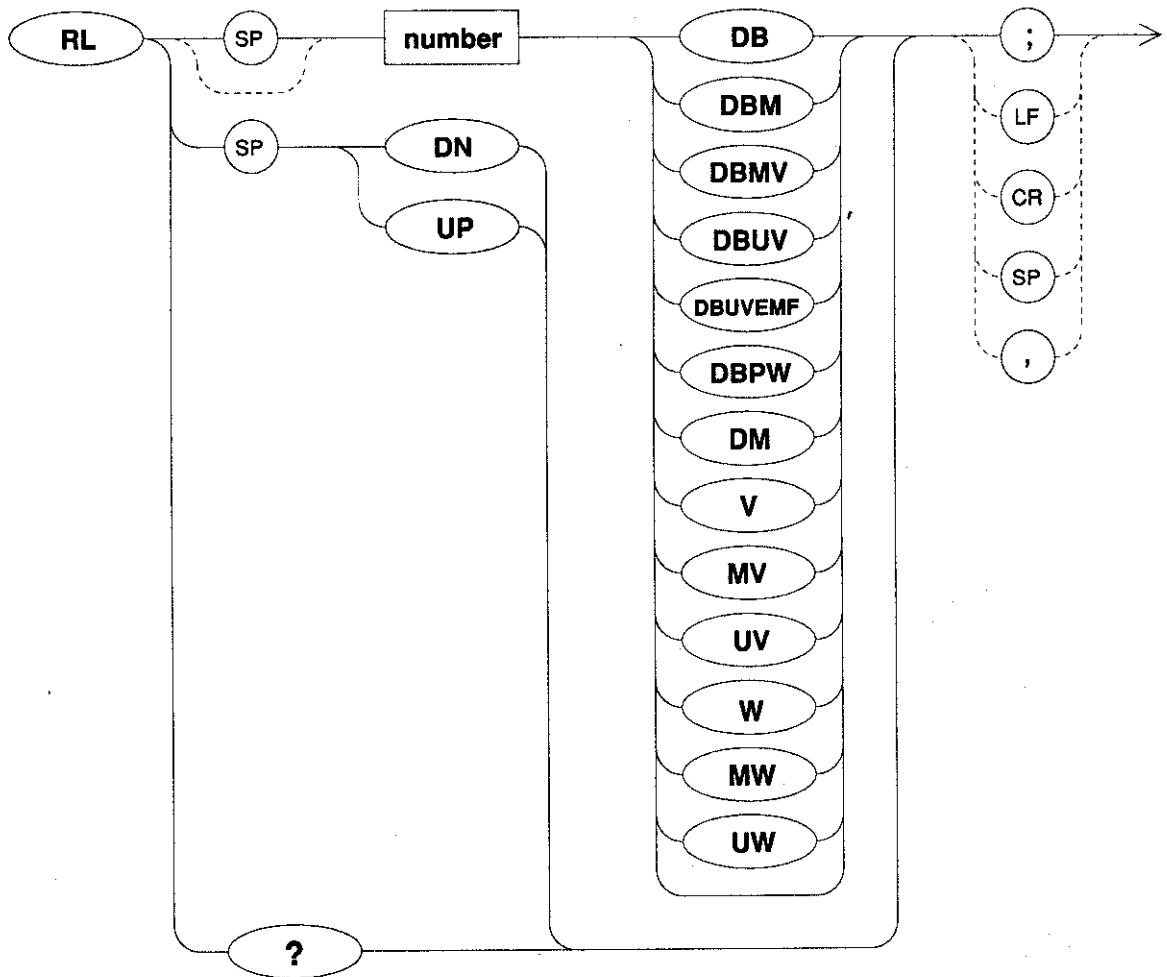 RL SP number DB ;
DBM LF
SP DN DBMV
UP DBUV CR
DBUVEMF SP
DBPW ,
DM
V
MV
UV
W
MW
UW
?